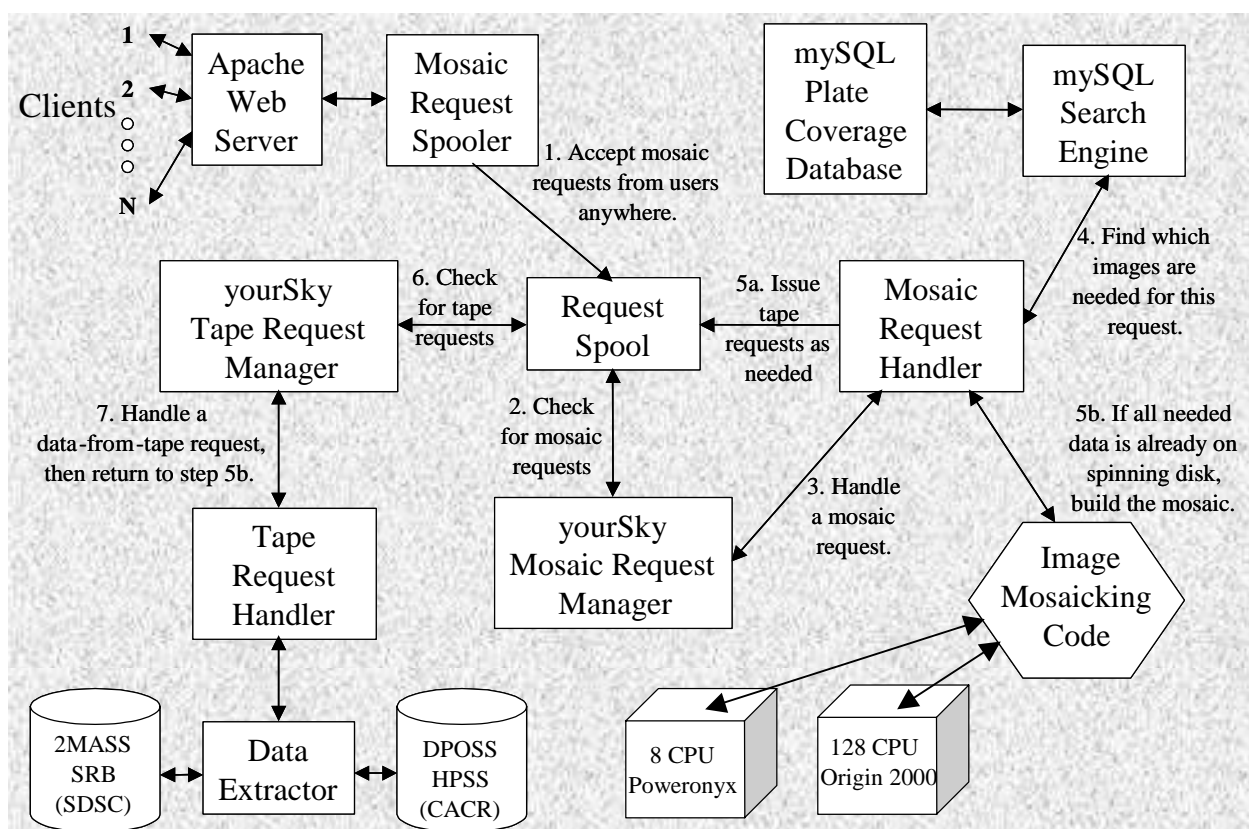 Clients
1
2
N
Apache
Web
Server
Mosaic
Request
Spooler
mySQL
Plate
Coverage
Database
mySQL
Search
Engine
1. Accept mosaic
requests from users
anywhere.
4. Find which
images are
needed for this
request.
yourSky
Tape Request
Manager
6. Check
for tape
requests
Request
Spool
5a. Issue
tape
requests as
needed
Mosaic
Request
Handler
7. Handle a
data-from-tape request,
then return to step 5b.
2. Check
for mosaic
requests
3. Handle
a mosaic
request.
5b. If all needed
data is already on
spinning disk,
build the mosaic.
Tape
Request
Handler
yourSky
Mosaic Request
Manager
Image
Mosaicking
Code
2MASS
SRB
(SDSC)
Data
Extractor
DPOSS
HPSS
(CACR)
8 CPU
Poweronyx
128 CPU
Origin 2000